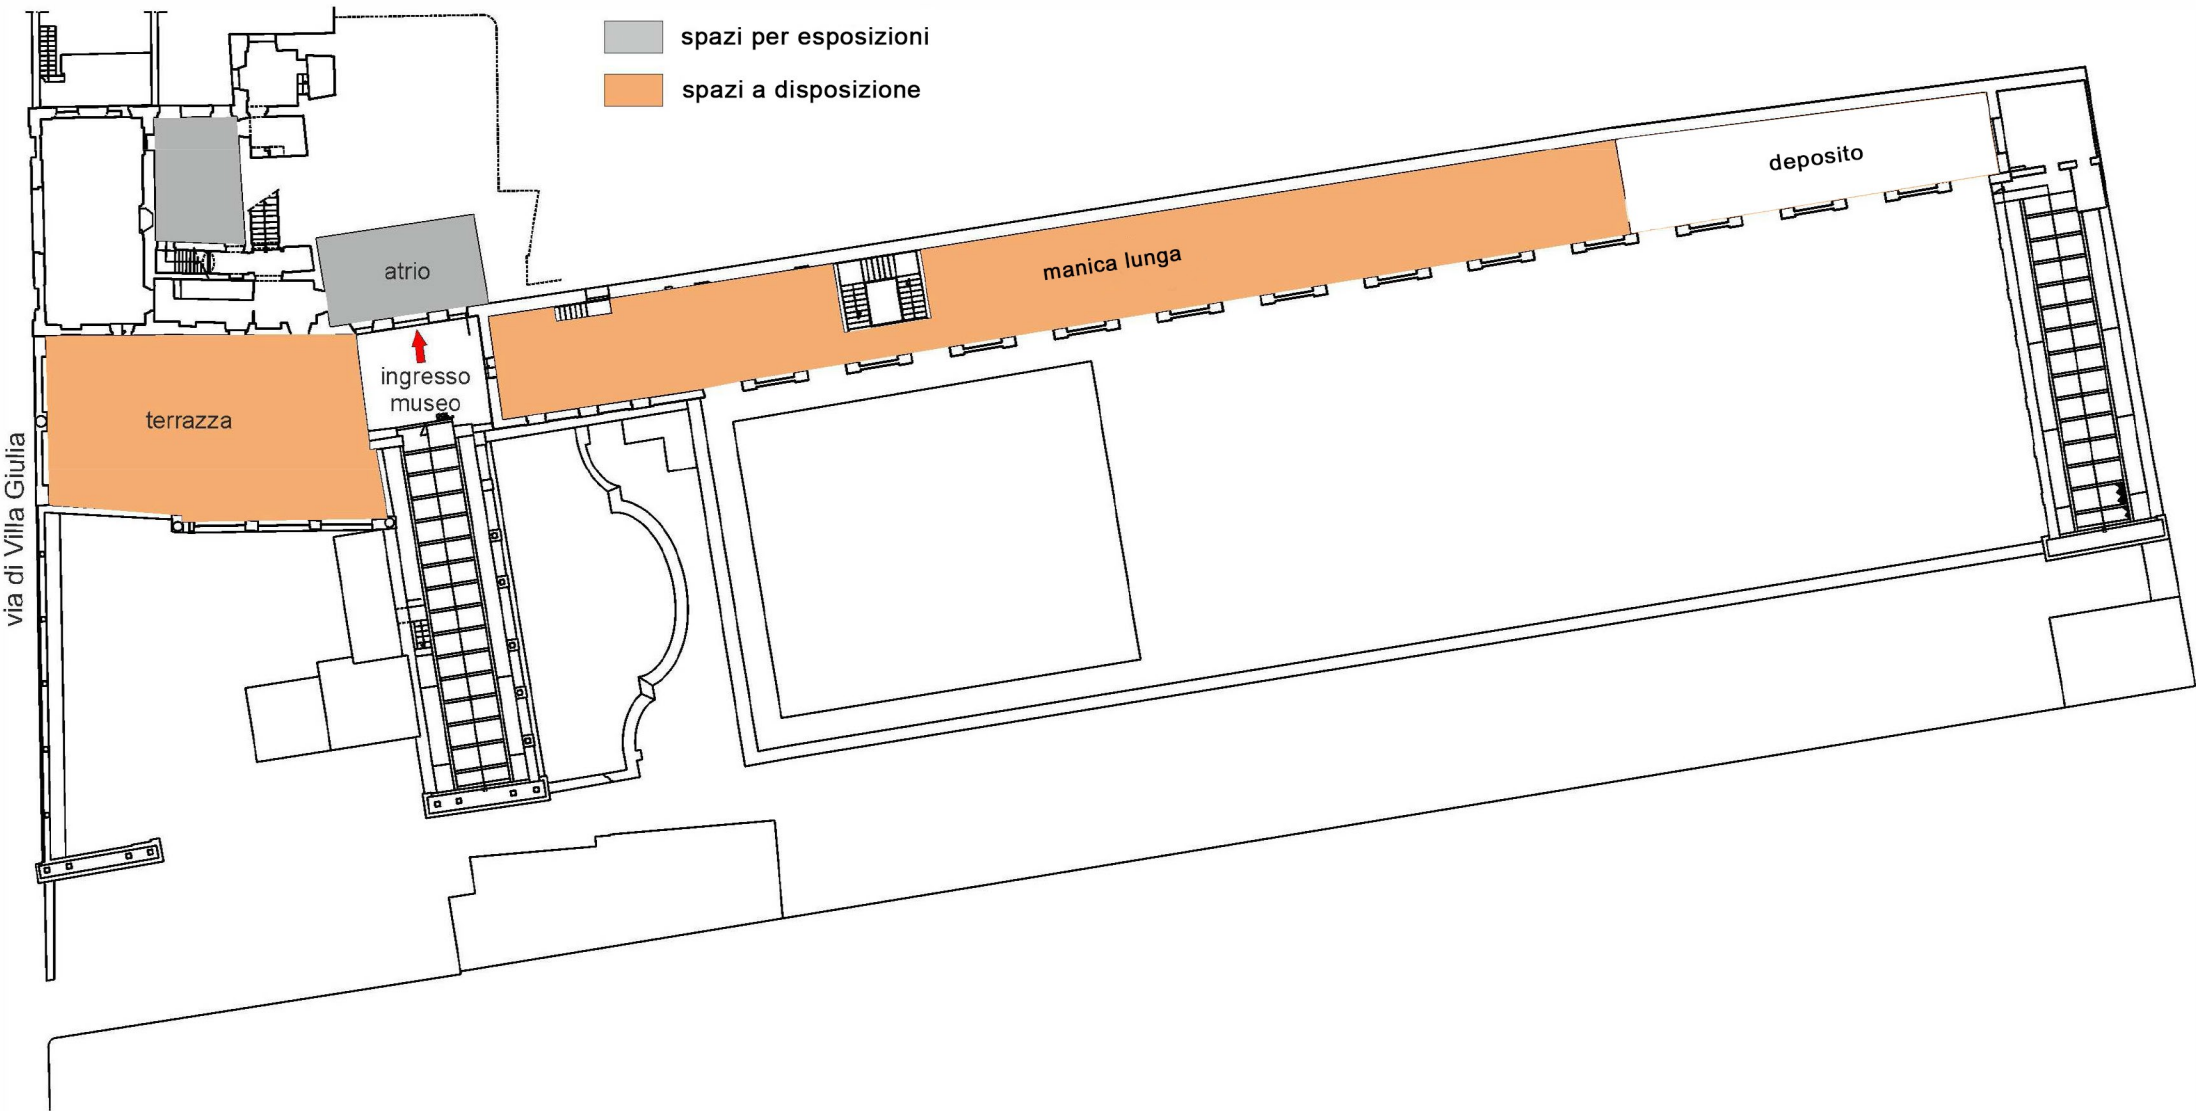 spazi per esposizioni
spazi a disposizione
deposito
manica lunga
atrio
ingresso
museo
terrazza
via di Villa Giulia